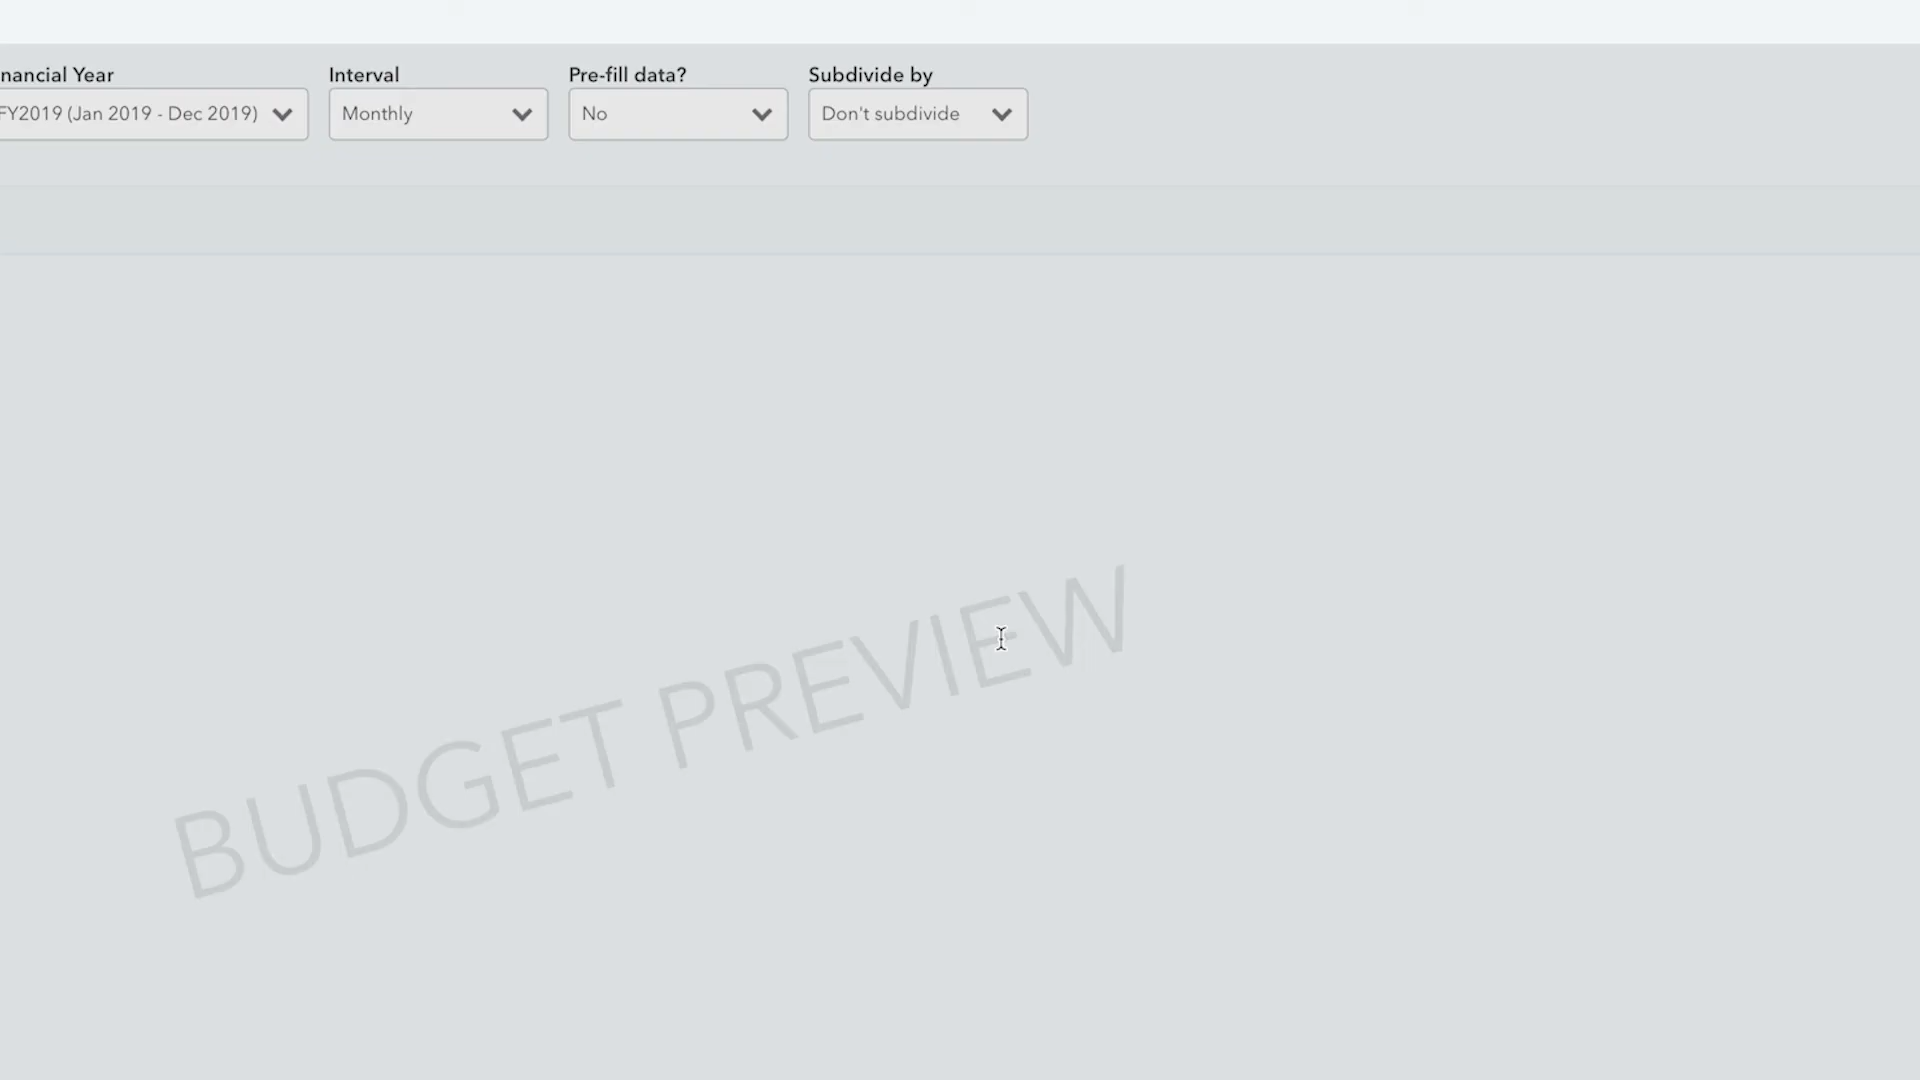 nancial Year Interval Pre-fill data? Subdivide by
FY2019 (Jan 2019 - Dec 2019) Monthly No Don't subdivide
BUDGET PREVIEW